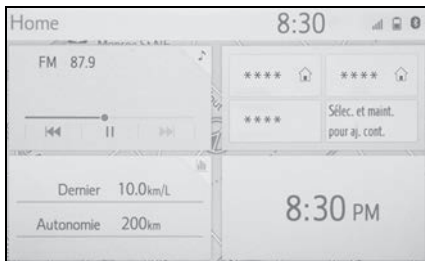 Home 8:30
FM 87.9
**** ****
****
Sélec. et maint.
pour aj. cont.
Dernier 10.0km/L
Autonomie 200km
8:30 PM